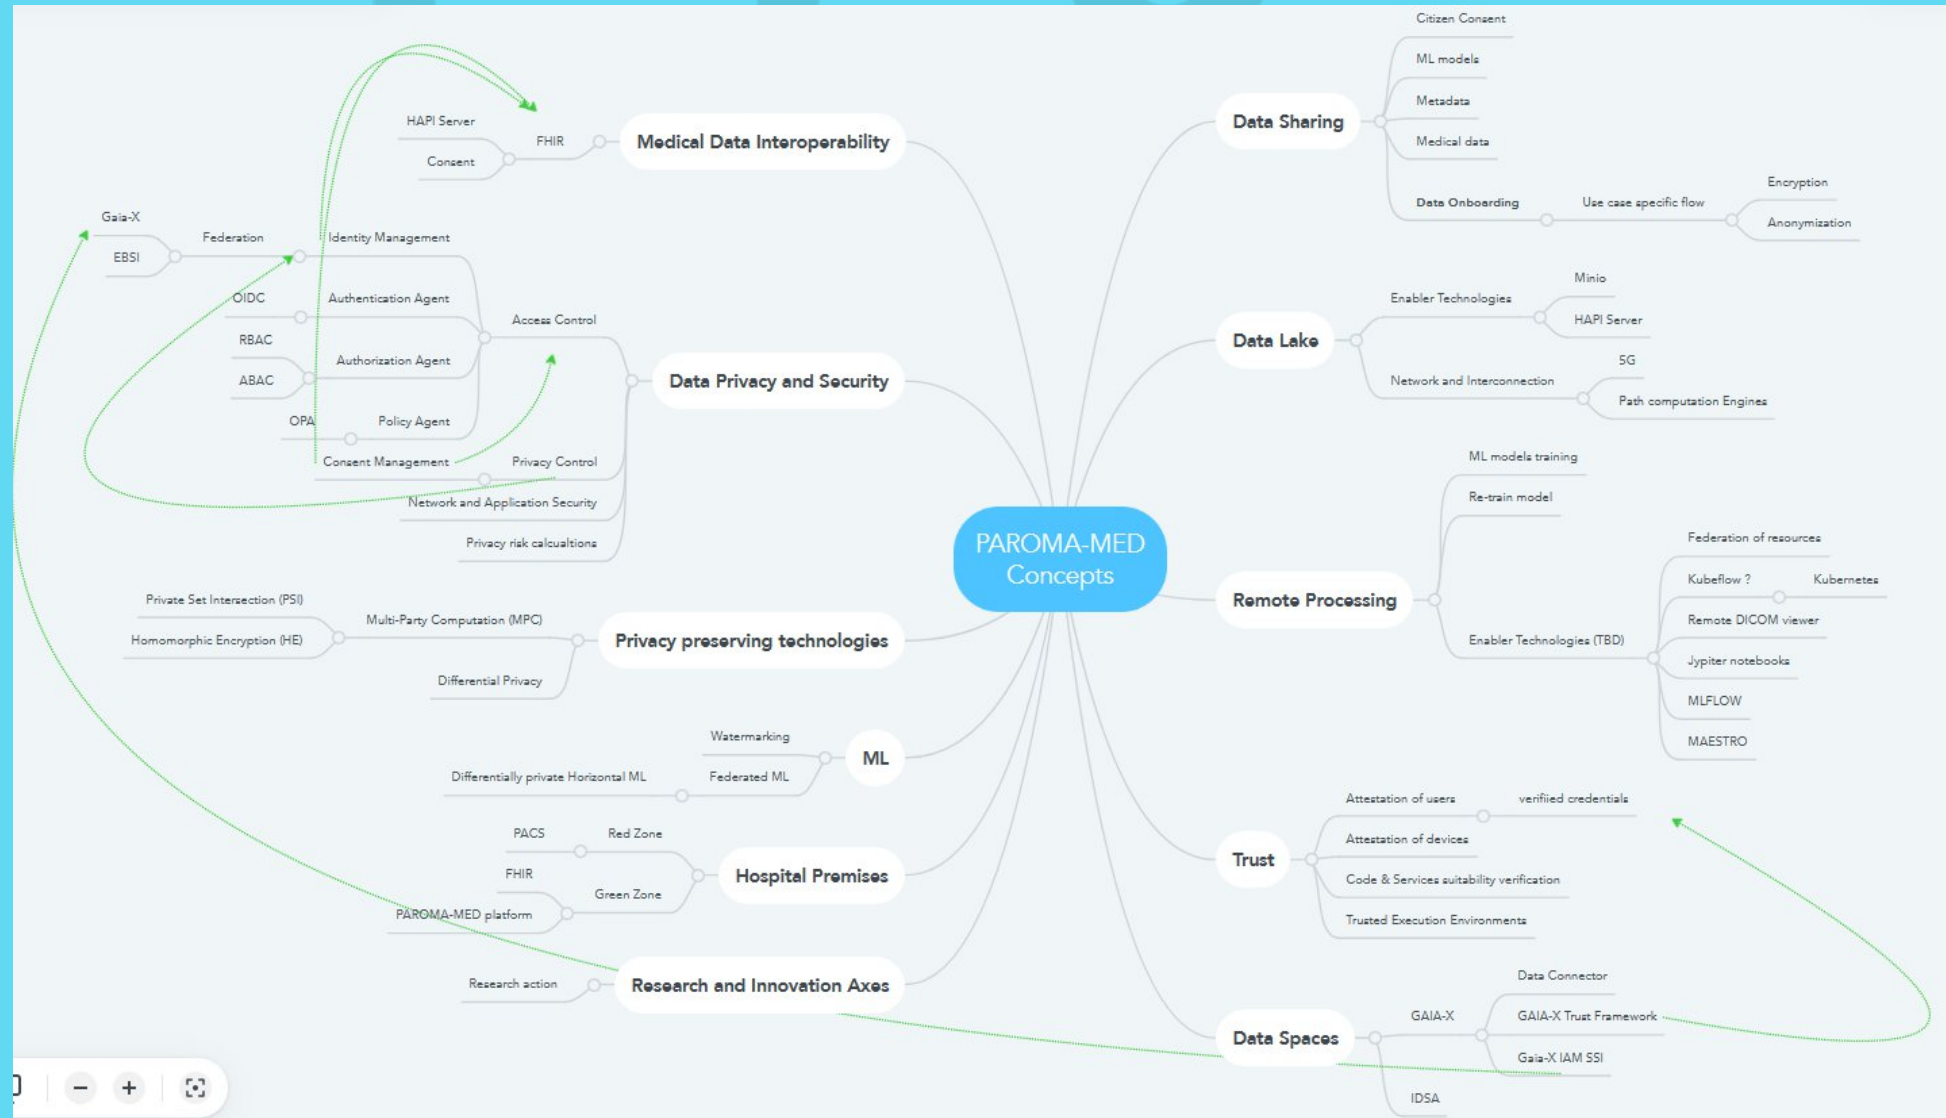 PAROMA-MED
Concepts
Medical Data Interoperability
FHIR
HAPI Server
Consent
Data Privacy and Security
Access Control
Identity Management
Federation
Gaia-X
EBSI
Authentication Agent
OIDC
Authorization Agent
RBAC
ABAC
Policy Agent
OPA
Privacy Control
Consent Management
Network and Application Security
Privacy risk calcualtions
Privacy preserving technologies
Multi-Party Computation (MPC)
Private Set Intersection (PSI)
Homomorphic Encryption (HE)
Differential Privacy
ML
Watermarking
Federated ML
Differentially private Horizontal ML
Hospital Premises
Red Zone
PACS
Green Zone
FHIR
PAROMA-MED platform
Research and Innovation Axes
Research action
Data Sharing
Citizen Consent
ML models
Metadata
Medical data
Data Onboarding
Use case specific flow
Encryption
Anonymization
Data Lake
Enabler Technologies
Minio
HAPI Server
Network and Interconnection
5G
Path computation Engines
Remote Processing
ML models training
Re-train model
Enabler Technologies (TBD)
Federation of resources
Kubeflow ?
Kubernetes
Remote DICOM viewer
Jypiter notebooks
MLFLOW
MAESTRO
Trust
Attestation of users
verifiied credentials
Attestation of devices
Code & Services suitability verification
Trusted Execution Environments
Data Spaces
GAIA-X
Data Connector
GAIA-X Trust Framework
Gaia-X IAM SSI
IDSA